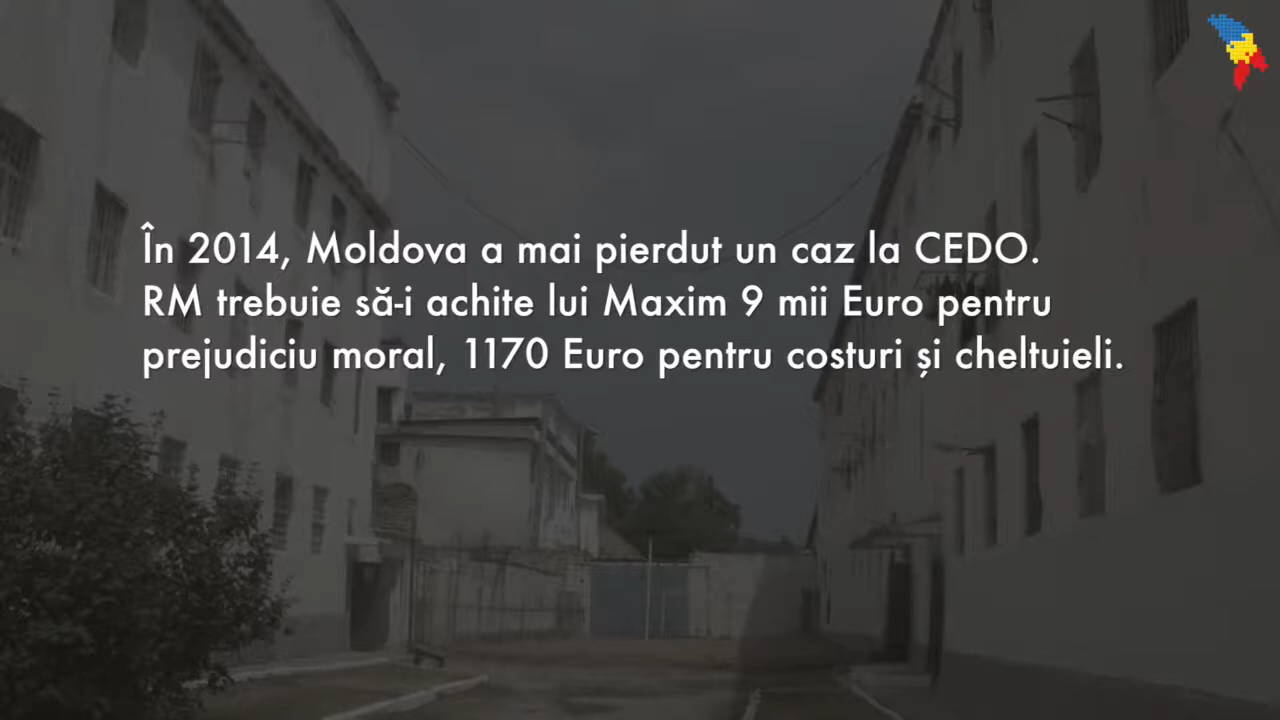 În 2014, Moldova a mai pierdut un caz la CEDO.
RM trebuie să-i achite lui Maxim 9 mii Euro pentru
prejudiciu moral, 1170 Euro pentru costuri și cheltuieli.